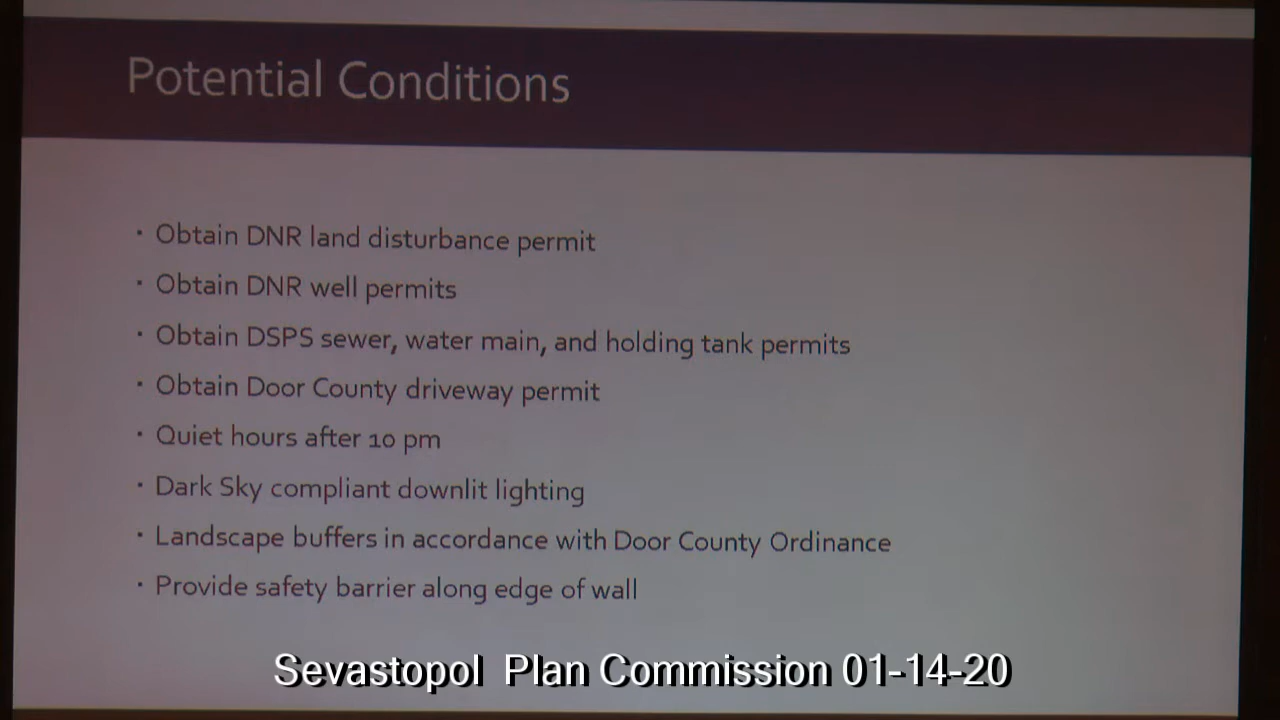 Potential Conditions
· Obtain DNR land disturbance permit
· Obtain DNR well permits
· Obtain DSPS sewer, water main, and holding tank permits
· Obtain Door County driveway permit
· Quiet hours after 10 pm
· Dark Sky compliant downlit lighting
· Landscape buffers in accordance with Door County Ordinance
· Provide safety barrier along edge of wall
Sevastopol Plan Commission 01-14-20